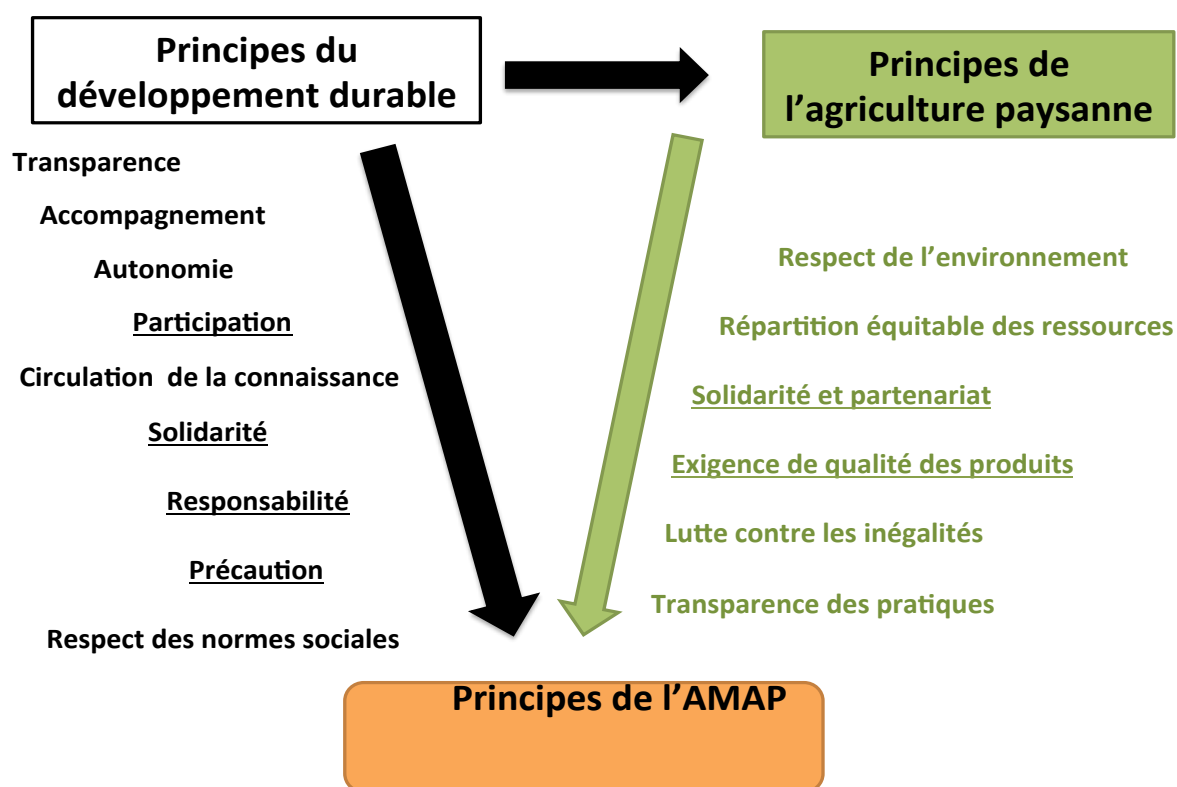 Principes du
développement durable
Principes de
l’agriculture paysanne
Transparence
Accompagnement
Autonomie
Participation
Circulation de la connaissance
Solidarité
Responsabilité
Précaution
Respect des normes sociales
Respect de l’environnement
Répartition équitable des ressources
Solidarité et partenariat
Exigence de qualité des produits
Lutte contre les inégalités
Transparence des pratiques
Principes de l’AMAP